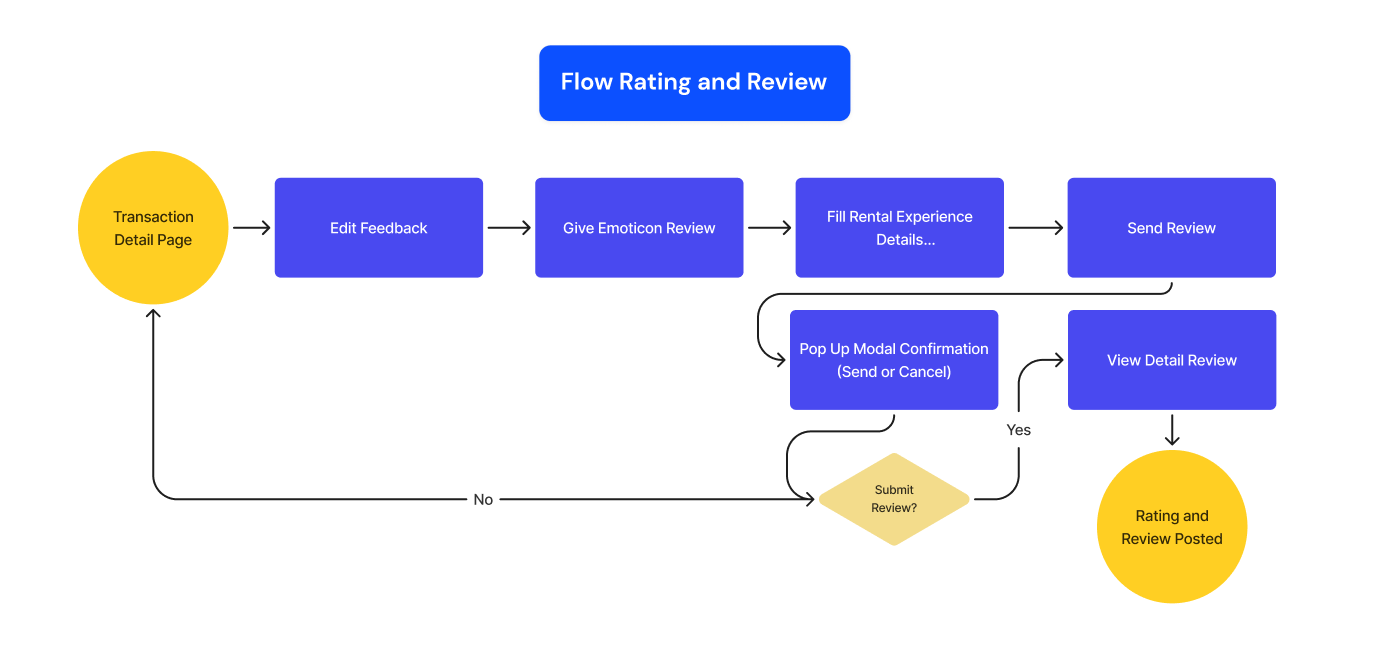 Flow Rating and Review
Transaction
Detail Page
Edit Feedback
Give Emoticon Review
Fill Rental Experience
Details...
Send Review
Pop Up Modal Confirmation
(Send or Cancel)
View Detail Review
Yes
Submit
Review?
No
Rating and
Review Posted